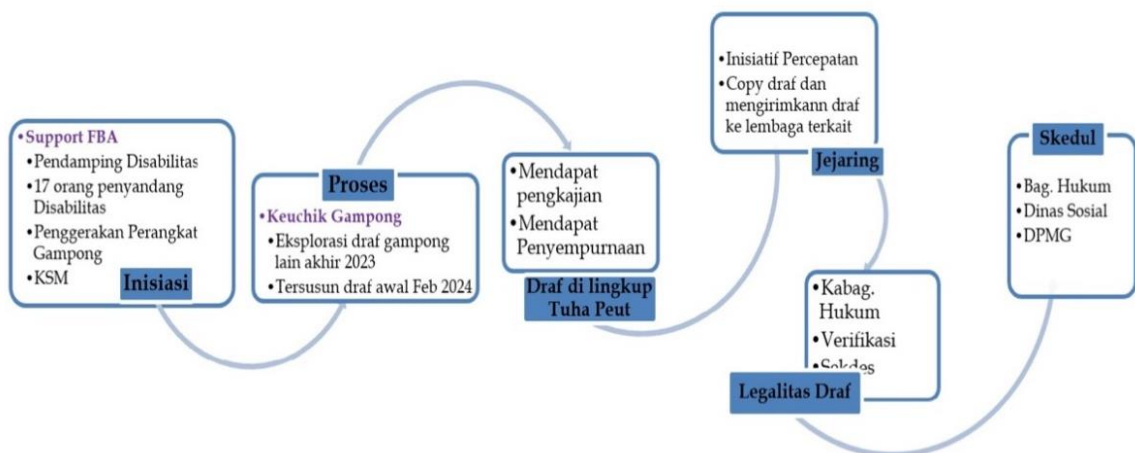 •Support FBA
•Pendamping Disabilitas
•17 orang penyandang
Disabilitas
•Penggerakan Perangkat
Gampong
•KSM
Inisiasi
Proses
•Keuchik Gampong
•Eksplorasi draf gampong
lain akhir 2023
•Tersusun draf awal Feb 2024
•Mendapat
pengkajian
•Mendapat
Penyempurnaan
Draf di lingkup
Tuha Peut
•Inisiatif Percepatan
•Copy draf dan
mengirimkann draf
ke lembaga terkait
Jejaring
•Kabag.
Hukum
•Verifikasi
•Sekdes
Legalitas Draf
Skedul
•Bag. Hukum
•Dinas Sosial
•DPMG